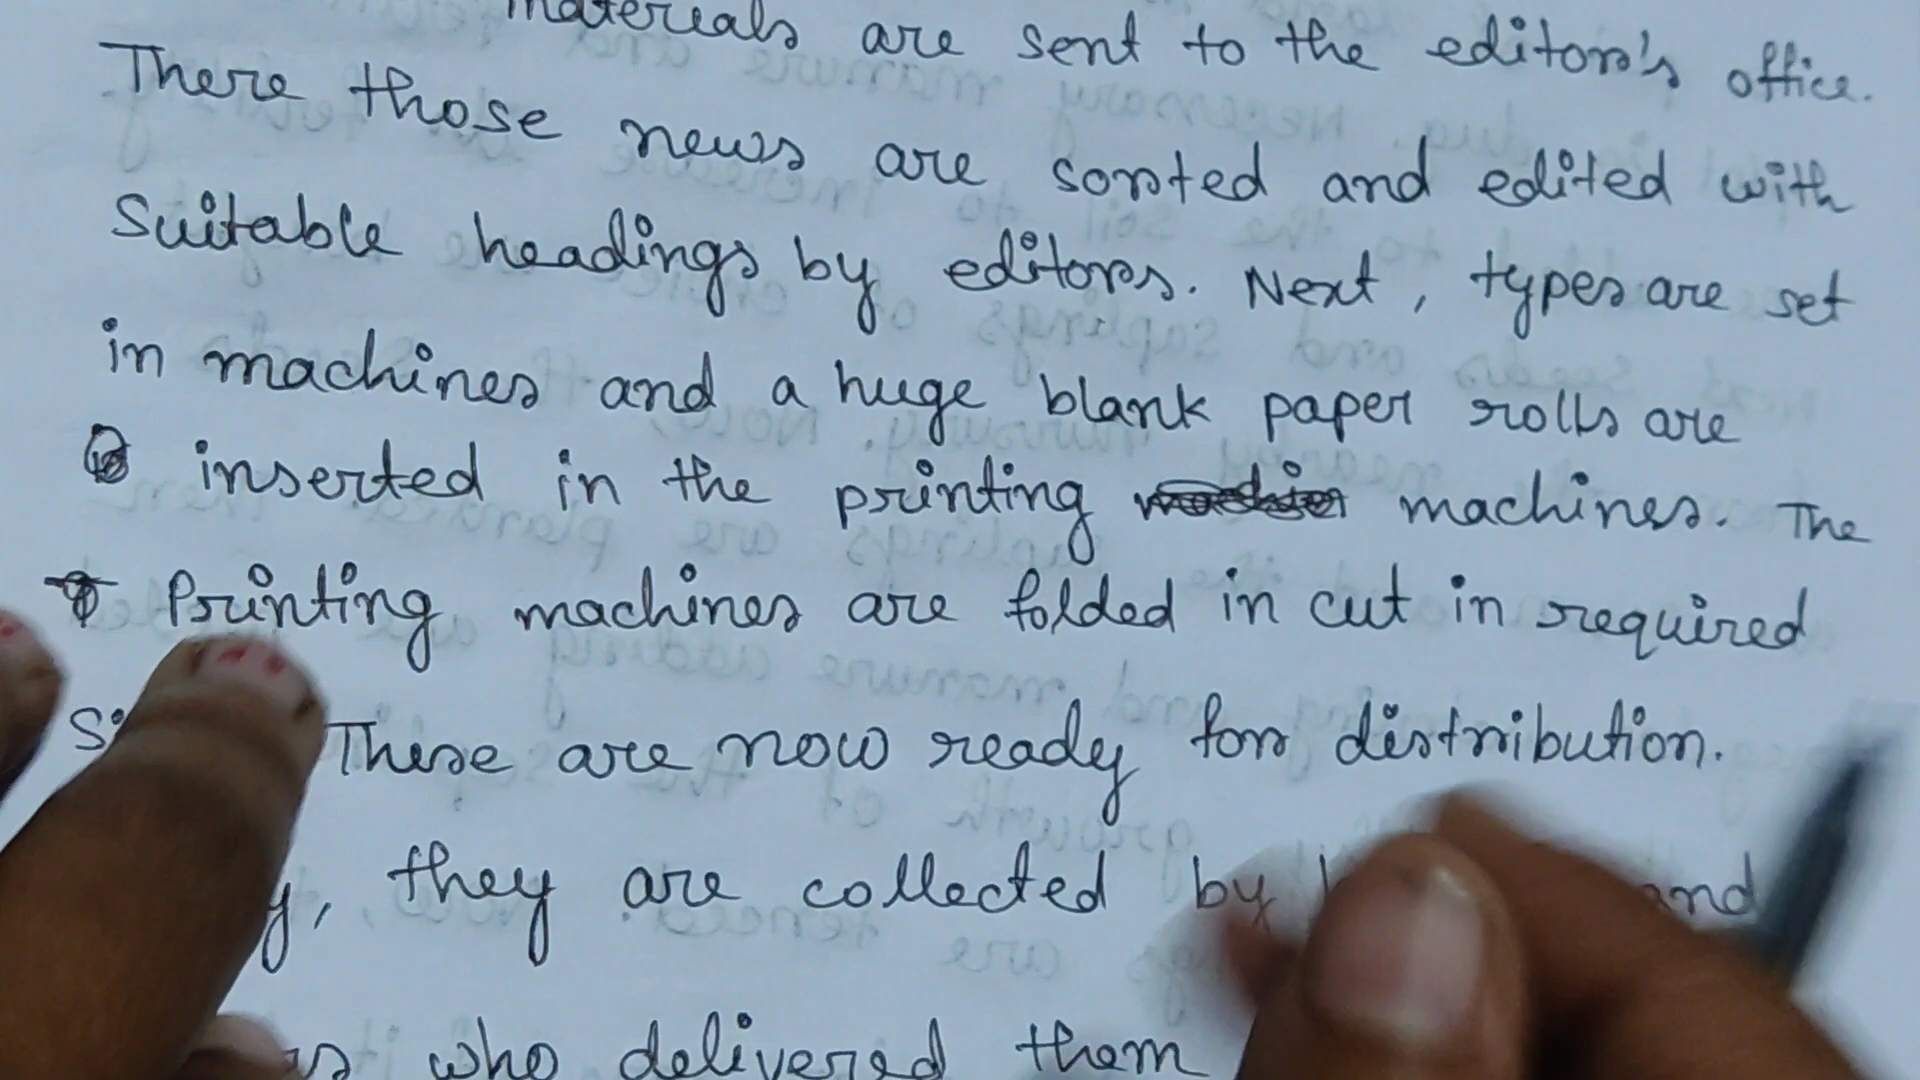 materials are sent to the editor's office.
There those news are sorted and edited with
Suitable headings by editors. Next, types are set
in machines and a huge blank paper rolls are
inserted in the printing machines. The
Printing machines are folded in cut in required
These are now ready for distribution.
they are collected by and
who delivered them